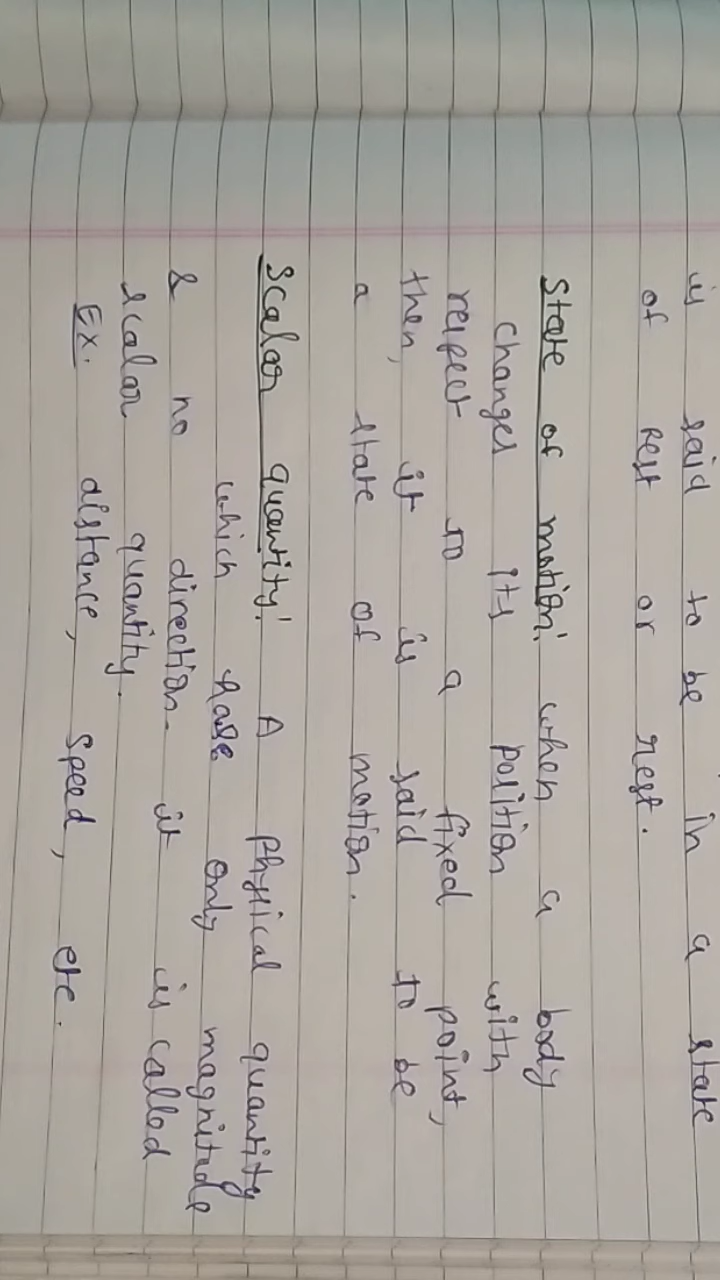 is said to be in a state
of rest or rest.
State of motion: when a body
changes its position with
respect to a fixed point,
then, it is said to be
a state of motion.
Scalar quantity: A physical quantity
which have only magnitude
& no direction. it is called
scalar quantity.
Ex. distance, speed, etc.